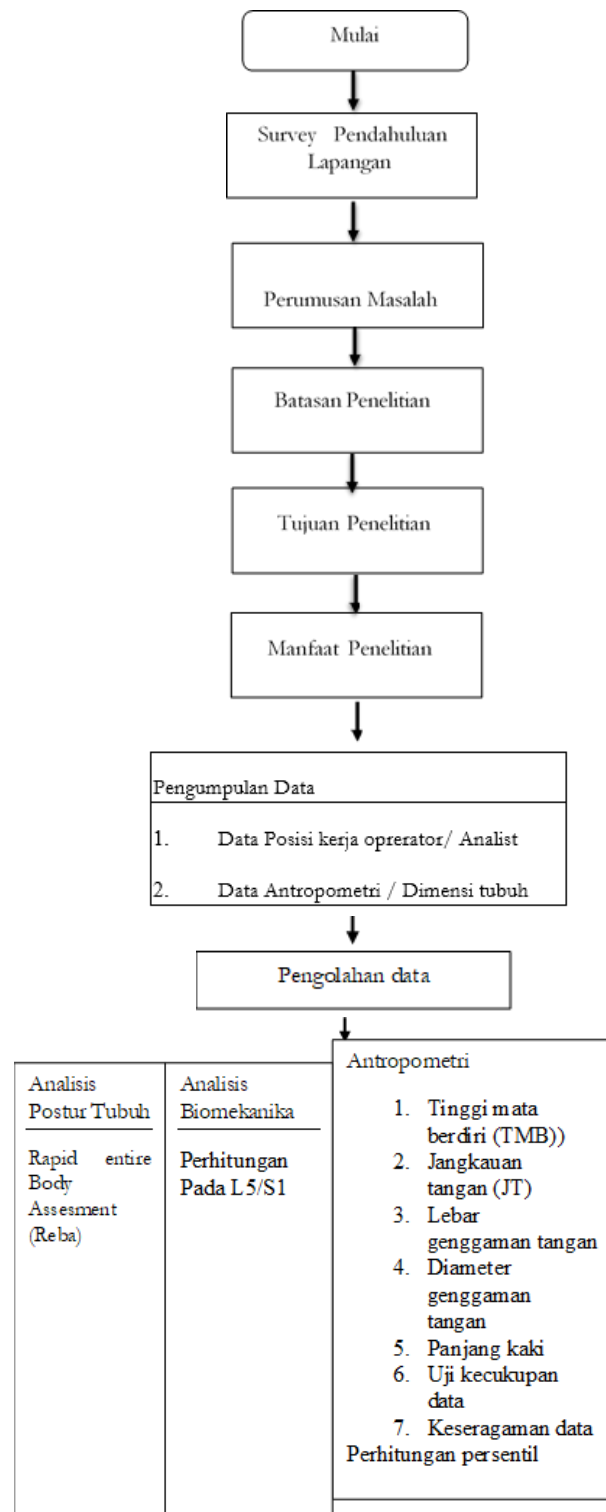 Mulai
Survey Pendahuluan
Lapangan
Perumusan Masalah
Batasan Penelitian
Tujuan Penelitian
Manfaat Penelitian
Pengumpulan Data
1. Data Posisi kerja oprerator/ Analist
2. Data Antropometri / Dimensi tubuh
Pengolahan data
Analisis
Postur Tubuh
Rapid entire
Body
Assesment
(Reba)
Analisis
Biomekanika
Perhitungan
Pada L5/S1
Antropometri
1. Tinggi mata
berdiri (TMB))
2. Jangkauan
tangan (JT)
3. Lebar
genggaman tangan
4. Diameter
genggaman
tangan
5. Panjang kaki
6. Uji kecukupan
data
7. Keseragaman data
Perhitungan persentil